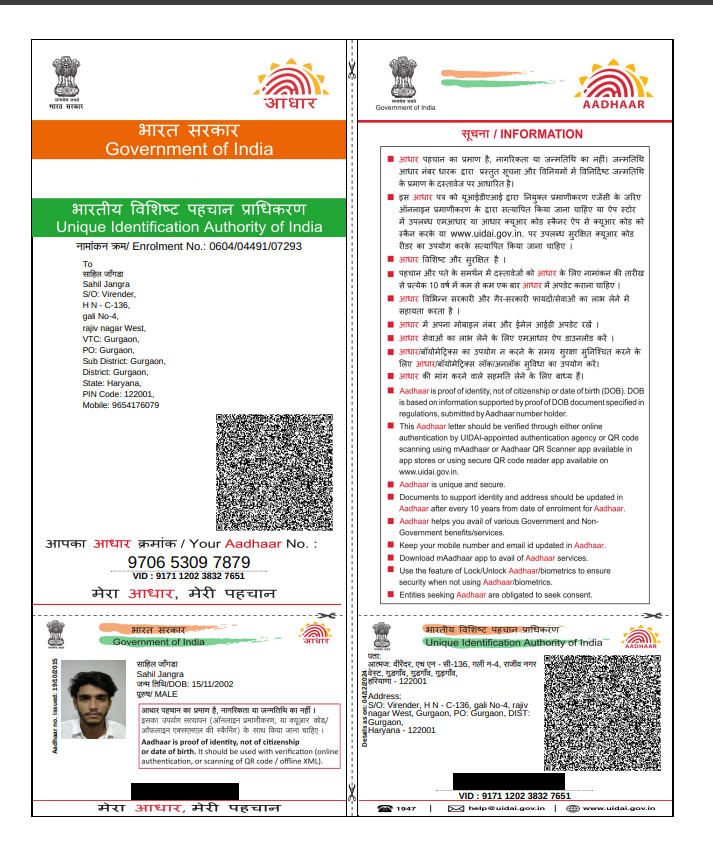 सत्यमेव जयते
भारत सरकार
आधार
भारत सरकार
Government of India
भारतीय विशिष्ट पहचान प्राधिकरण
Unique Identification Authority of India
नामांकन क्रम/ Enrolment No.: 0604/04491/07293
To
साहिल जाँगडा
Sahil Jangra
S/O: Virender,
H N - C-136,
gali No-4,
rajiv nagar West,
VTC: Gurgaon,
PO: Gurgaon,
Sub District: Gurgaon,
District: Gurgaon,
State: Haryana,
PIN Code: 122001,
Mobile: 9654176079
आपका आधार क्रमांक / Your Aadhaar No. :
9706 5309 7879
VID : 9171 1202 3832 7651
मेरा आधार, मेरी पहचान
Government of India
AADHAAR
सूचना / INFORMATION
आधार पहचान का प्रमाण है, नागरिकता या जन्मतिथि का नहीं। जन्मतिथि
आधार नंबर धारक द्वारा प्रस्तुत सूचना और विनियमों में विनिर्दिष्ट जन्मतिथि
के प्रमाण के दस्तावेज पर आधारित है।
इस आधार पत्र को यूआईडीएआई द्वारा नियुक्त प्रमाणीकरण एजेंसी के जरिए
ऑनलाइन प्रमाणीकरण के द्वारा सत्यापित किया जाना चाहिए या ऐप स्टोर
में उपलब्ध एमआधार या आधार क्यूआर कोड स्कैनर ऐप से क्यूआर कोड को
स्कैन करके या www.uidai.gov.in. पर उपलब्ध सुरक्षित क्यूआर कोड
रीडर का उपयोग करके सत्यापित किया जाना चाहिए ।
आधार विशिष्ट और सुरक्षित है ।
पहचान और पते के समर्थन में दस्तावेजों को आधार के लिए नामांकन की तारीख
से प्रत्येक 10 वर्ष में कम से कम एक बार आधार में अपडेट कराना चाहिए ।
आधार विभिन्न सरकारी और गैर-सरकारी फायदों/सेवाओं का लाभ लेने में
सहायता करता है ।
आधार में अपना मोबाइल नंबर और ईमेल आईडी अपडेट रखें ।
आधार सेवाओं का लाभ लेने के लिए एमआधार ऐप डाउनलोड करें ।
आधार/बॉयोमेट्रिक्स का उपयोग न करने के समय सुरक्षा सुनिश्चित करने के
लिए आधार/बॉयोमेट्रिक्स लॉक/अनलॉक सुविधा का उपयोग करें।
आधार की मांग करने वाले सहमति लेने के लिए बाध्य हैं।
Aadhaar is proof of identity, not of citizenship or date of birth (DOB). DOB
is based on information supported by proof of DOB document specified in
regulations, submitted by Aadhaar number holder.
This Aadhaar letter should be verified through either online
authentication by UIDAI-appointed authentication agency or QR code
scanning using mAadhaar or Aadhaar QR Scanner app available in
app stores or using secure QR code reader app available on
www.uidai.gov.in.
Aadhaar is unique and secure.
Documents to support identity and address should be updated in
Aadhaar after every 10 years from date of enrolment for Aadhaar.
Aadhaar helps you avail of various Government and Non-
Government benefits/services.
Keep your mobile number and email id updated in Aadhaar.
Download mAadhaar app to avail of Aadhaar services.
Use the feature of Lock/Unlock Aadhaar/biometrics to ensure
security when not using Aadhaar/biometrics.
Entities seeking Aadhaar are obligated to seek consent.
भारत सरकार
Government of India
आधार
Aadhaar no. issued: 19/10/2015
साहिल जाँगडा
Sahil Jangra
जन्म तिथि/DOB: 15/11/2002
पुरुष/ MALE
आधार पहचान का प्रमाण है, नागरिकता या जन्मतिथि का नहीं ।
इसका उपयोग सत्यापन (ऑनलाइन प्रमाणीकरण, या क्यूआर कोड/
ऑफ़लाइन एक्सएमएल की स्कैनिंग) के साथ किया जाना चाहिए ।
Aadhaar is proof of identity, not of citizenship
or date of birth. It should be used with verification (online
authentication, or scanning of QR code / offline XML).
मेरा आधार, मेरी पहचान
भारतीय विशिष्ट पहचान प्राधिकरण
Unique Identification Authority of India
AADHAAR
Details as on:
पता:
आत्मज: वीरेंदर, एच एन - सी-136, गली न-4, राजीव नगर
वेस्ट, गुड़गाँव, गुड़गाँव, गुड़गाँव,
हरियाणा - 122001
Address:
S/O: Virender, H N - C-136, gali No-4, rajiv
nagar West, Gurgaon, PO: Gurgaon, DIST:
Gurgaon,
Haryana - 122001
VID : 9171 1202 3832 7651
1947 | help@uidai.gov.in | www.uidai.gov.in